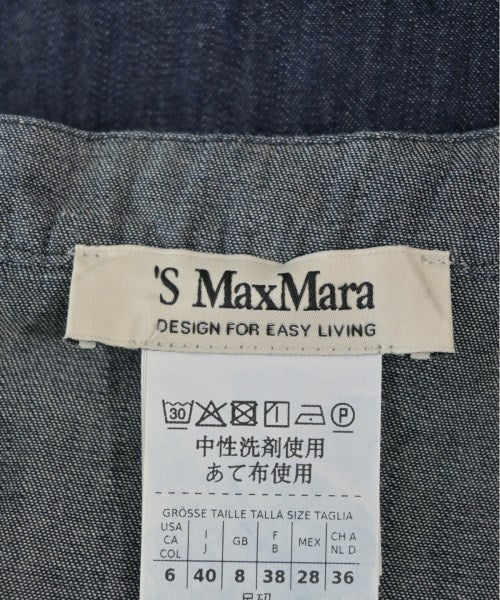 'S MaxMara
DESIGN FOR EASY LIVING
30 P
中性洗剤使用
あて布使用
GRÖSSE TAILLE TALLA SIZE TAGLIA
USA CA COL I J GB F B MEX CH A NL D
6 40 8 38 28 36